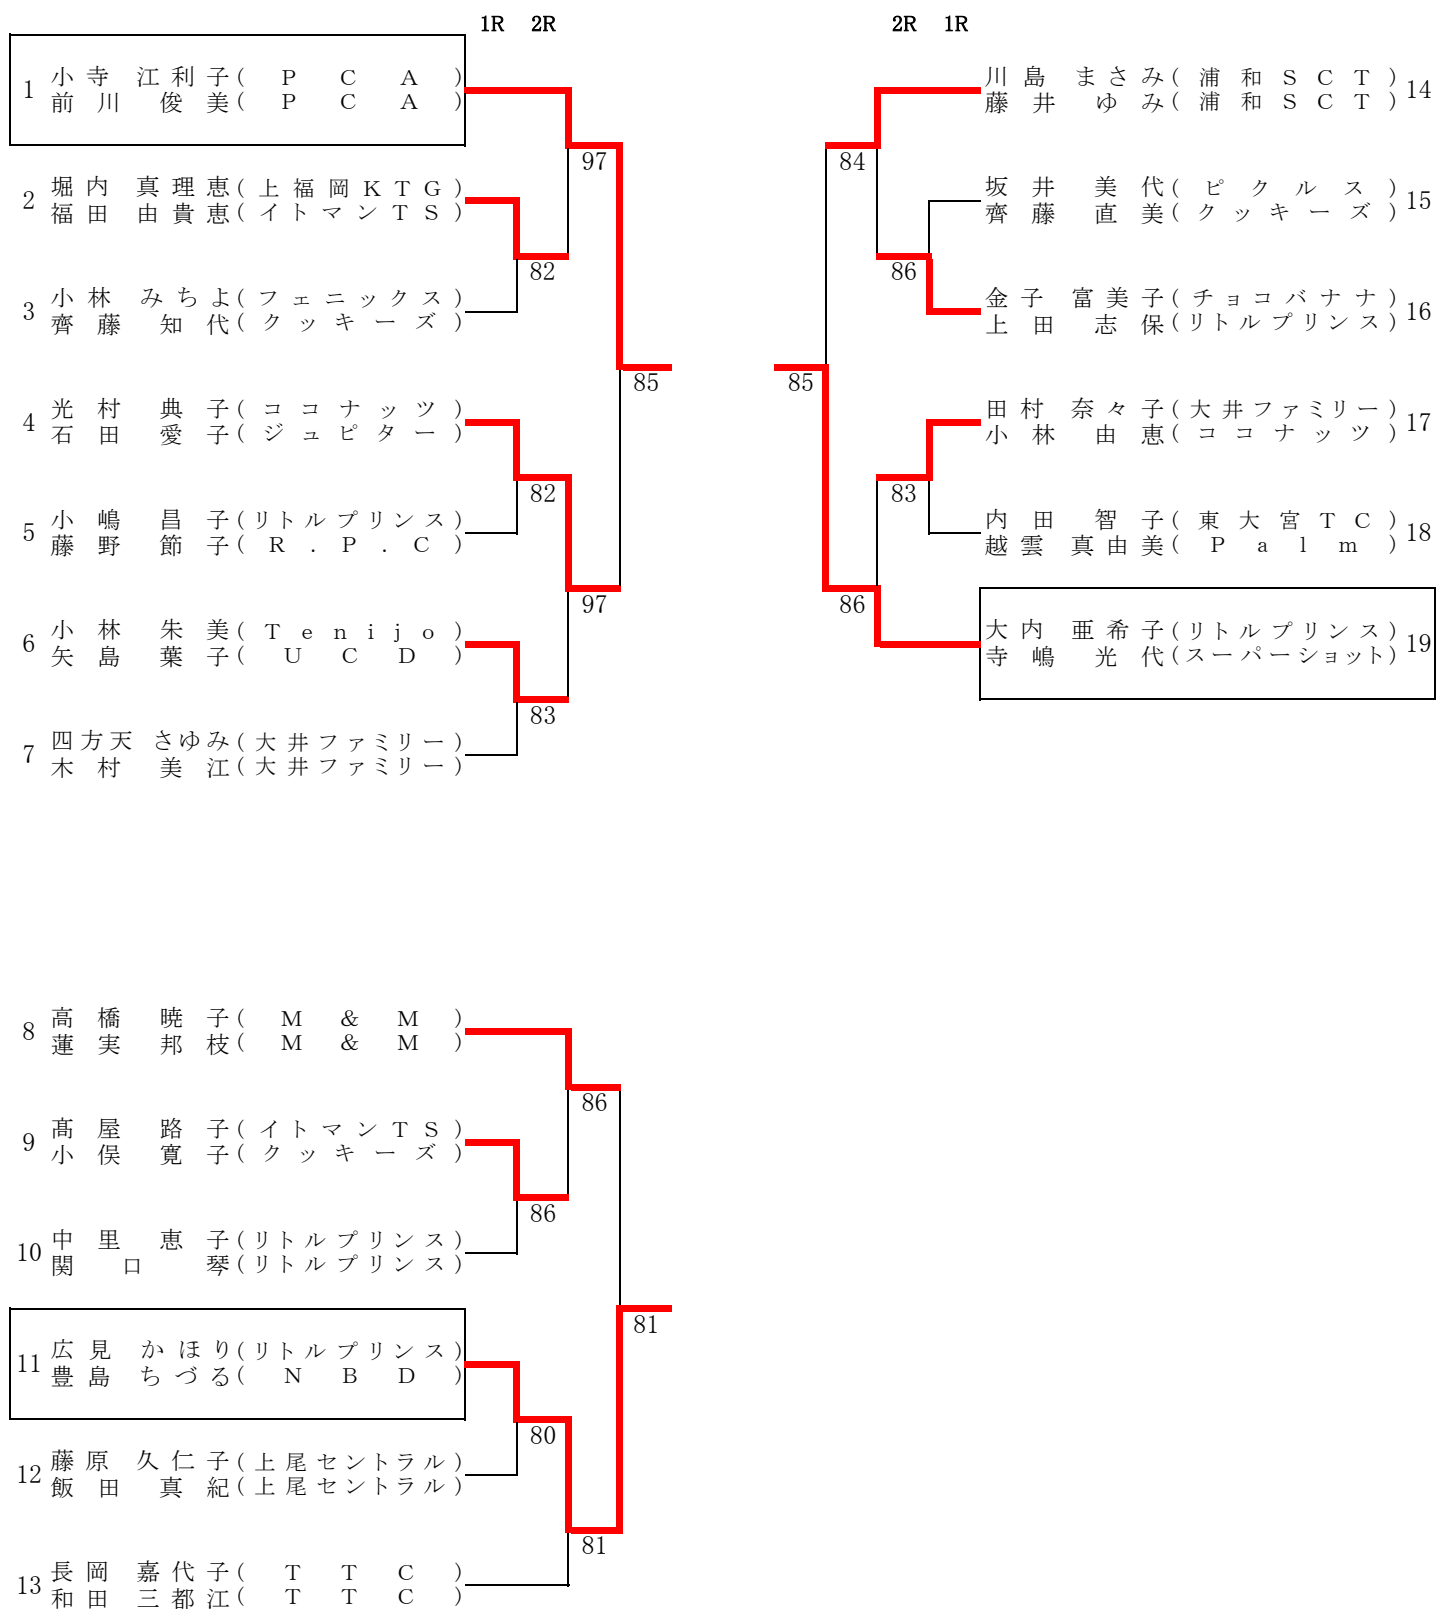 1R 2R
2R 1R
1 小寺 江利子(PCA)
前川 俊美(PCA)
97
2 堀内 真理恵(上福岡KTG)
福田 由貴恵(イトマンTS)
82
3 小林 みちよ(フェニックス)
齊藤 知代(クッキーズ)
85
4 光村 典子(ココナッツ)
石田 愛子(ジュピター)
82
5 小嶋 昌子(リトルプリンス)
藤野 節子(R.P.C)
97
6 小林 朱美(Tenijo)
矢島 葉子(UCD)
83
7 四方天 さゆみ(大井ファミリー)
木村 美江(大井ファミリー)
川島 まさみ(浦和SCT) 14
藤井 ゆみ(浦和SCT)
84
坂井 美代(ピクルス) 15
齊藤 直美(クッキーズ)
86
金子 富美子(チョコバナナ) 16
上田 志保(リトルプリンス)
85
田村 奈々子(大井ファミリー) 17
小林 由恵(ココナッツ)
83
内田 智子(東大宮TC) 18
越雲 真由美(Palm)
86
大内 亜希子(リトルプリンス) 19
寺嶋 光代(スーパーショット)
8 高橋 暁子(M&M)
蓮実 邦枝(M&M)
86
9 髙屋 路子(イトマンTS)
小俣 寛子(クッキーズ)
86
10 中里 恵子(リトルプリンス)
関口 琴(リトルプリンス)
81
11 広見 かほり(リトルプリンス)
豊島 ちづる(NBD)
80
12 藤原 久仁子(上尾セントラル)
飯田 真紀(上尾セントラル)
81
13 長岡 嘉代子(TTC)
和田 三都江(TTC)